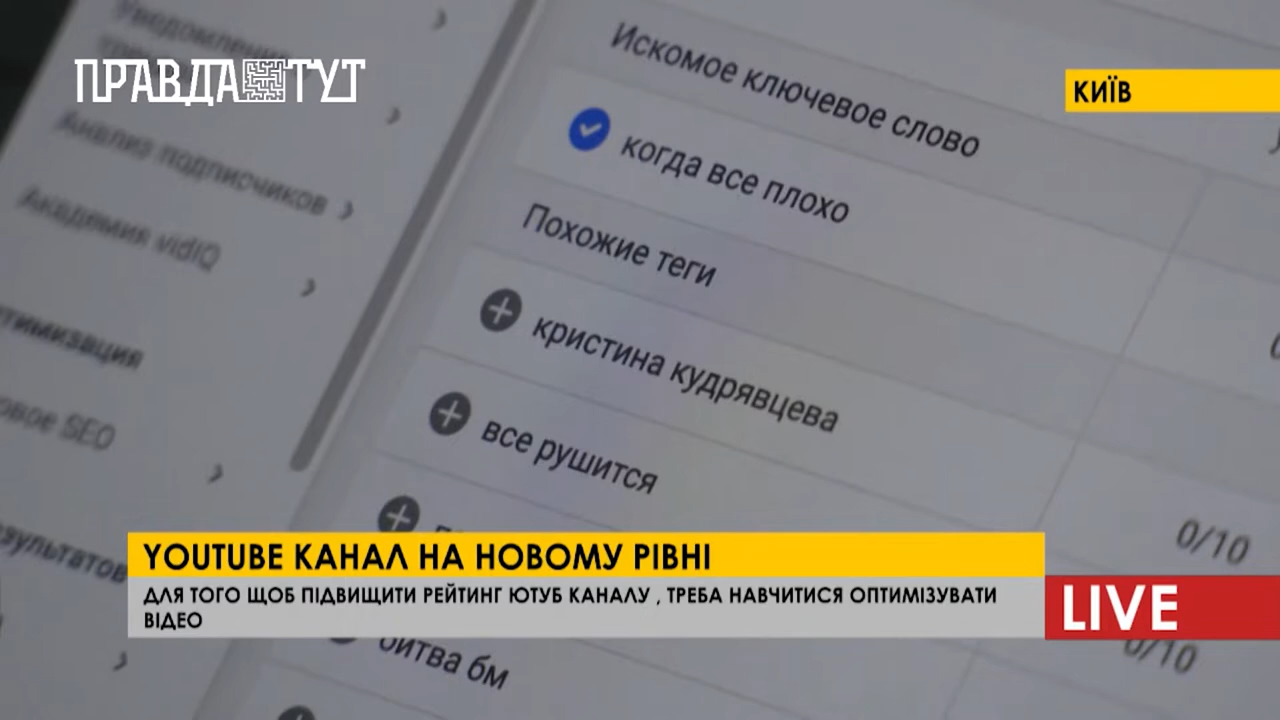 Уведомления
ПРАВДА ТУТ
КИЇВ
Анализ подписчиков
Академия vidIQ
Искомое ключевое слово
когда все плохо
Похожие теги
кристина кудрявцева
все рушится
0/10
YOUTUBE КАНАЛ НА НОВОМУ РІВНІ
ДЛЯ ТОГО ЩОБ ПІДВИЩИТИ РЕЙТИНГ ЮТУБ КАНАЛУ , ТРЕБА НАВЧИТИСЯ ОПТИМІЗУВАТИ
ВІДЕО
LIVE
SEO
битва бм
0/10